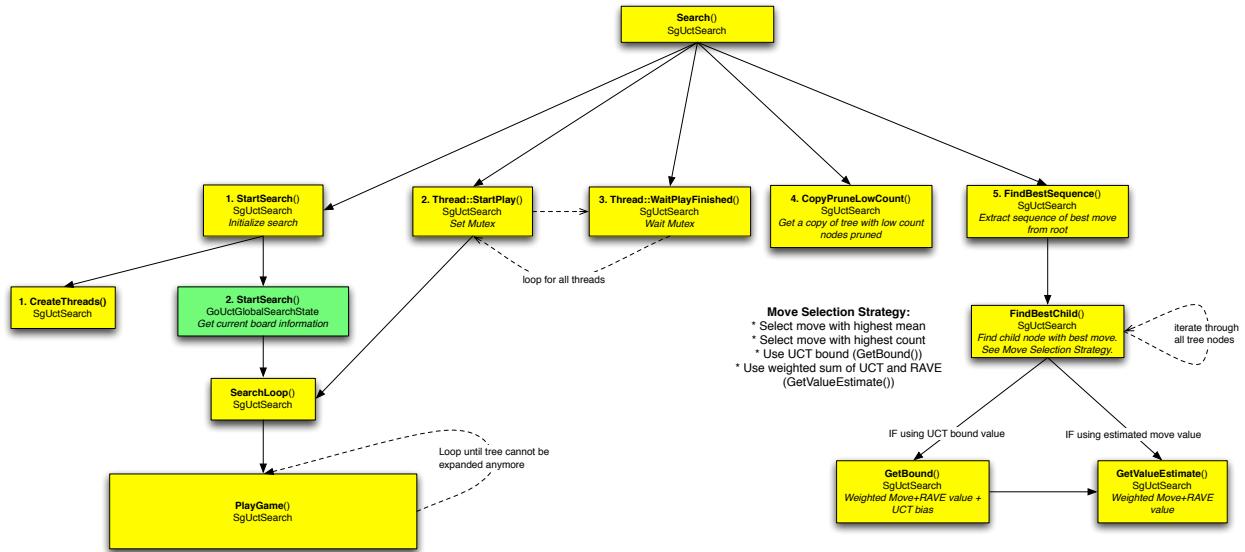 Search()
SgUctSearch
1. StartSearch()
SgUctSearch
Initialize search
2. Thread::StartPlay()
SgUctSearch
Set Mutex
3. Thread::WaitPlayFinished()
SgUctSearch
Wait Mutex
4. CopyPruneLowCount()
SgUctSearch
Get a copy of tree with low count
nodes pruned
5. FindBestSequence()
SgUctSearch
Extract sequence of best move
from root
loop for all threads
1. CreateThreads()
SgUctSearch
2. StartSearch()
GoUctGlobalSearchState
Get current board information
Move Selection Strategy:
* Select move with highest mean
* Select move with highest count
* Use UCT bound (GetBound())
* Use weighted sum of UCT and RAVE
(GetValueEstimate())
FindBestChild()
SgUctSearch
Find child node with best move.
See Move Selection Strategy.
iterate through
all tree nodes
SearchLoop()
SgUctSearch
Loop until tree cannot be
expanded anymore
IF using UCT bound value
IF using estimated move value
PlayGame()
SgUctSearch
GetBound()
SgUctSearch
Weighted Move+RAVE value +
UCT bias
GetValueEstimate()
SgUctSearch
Weighted Move+RAVE
value